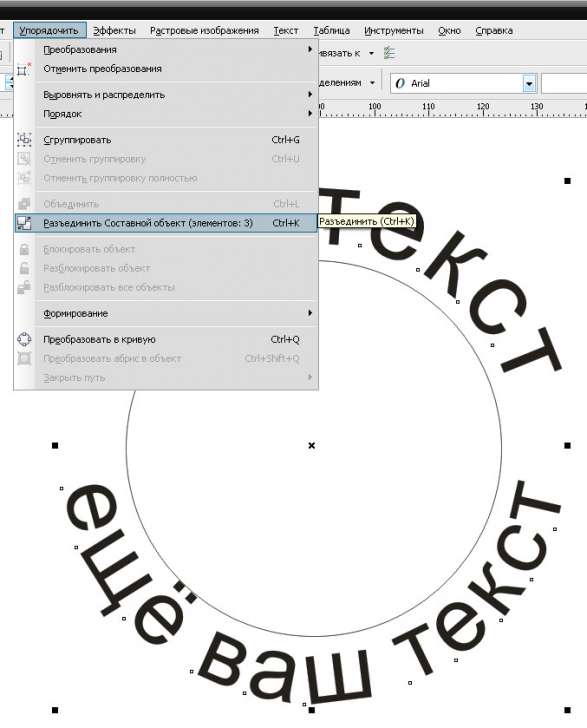 Упорядочить Эффекты Растровые изображения Текст Таблица Инструменты Окно Справка
Преобразования
Отменить преобразования
Выровнять и распределить
Порядок
Сгруппировать Ctrl+G
Отменить группировку Ctrl+U
Отменить группировку полностью
Объединить Ctrl+L
Разъединить Составной объект (элементов: 3) Ctrl+K
Разъединить (Ctrl+K)
Блокировать объект
Разблокировать объект
Разблокировать все объекты
Формирование
Преобразовать в кривую Ctrl+Q
Преобразовать абрис в объект Ctrl+Shift+Q
Закрыть путь
O Arial
110 120 130
текст
ещё ваш текст